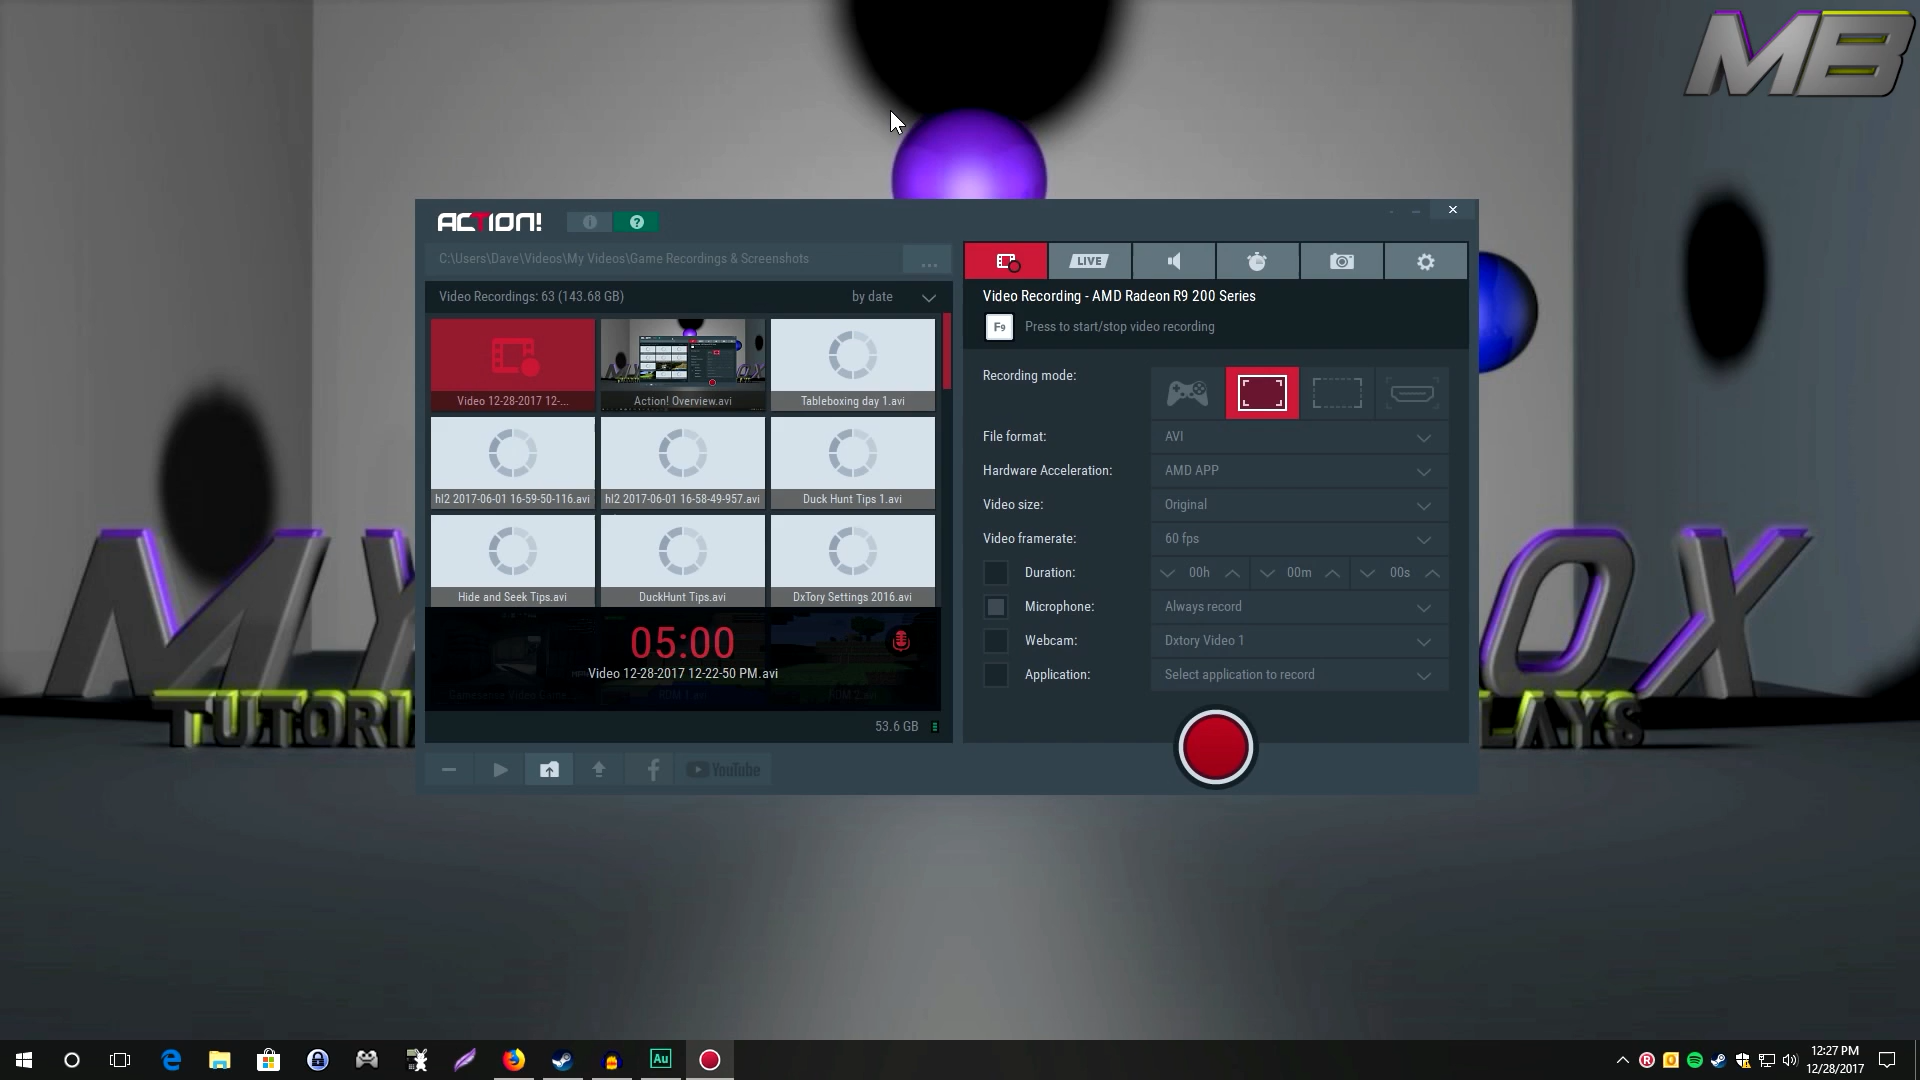 MB
ACTION!
C:\Users\Dave\Videos\My Videos\Game Recordings & Screenshots
...
LIVE
Video Recordings: 63 (143.68 GB)
by date
Video Recording - AMD Radeon R9 200 Series
F9
Press to start/stop video recording
Video 12-28-2017 12-...
Action! Overview.avi
Tableboxing day 1.avi
hl2 2017-06-01 16-59-50-116.avi
hl2 2017-06-01 16-58-49-957.avi
Duck Hunt Tips 1.avi
Hide and Seek Tips.avi
DuckHunt Tips.avi
DxTory Settings 2016.avi
05:00
Video 12-28-2017 12-22-50 PM.avi
53.6 GB
YouTube
Recording mode:
File format:
AVI
Hardware Acceleration:
AMD APP
Video size:
Original
Video framerate:
60 fps
Duration:
00h
00m
00s
Microphone:
Always record
Webcam:
Dxtory Video 1
Application:
Select application to record
MY
OX
TUTORI
LAYS
Au
12:27 PM
12/28/2017